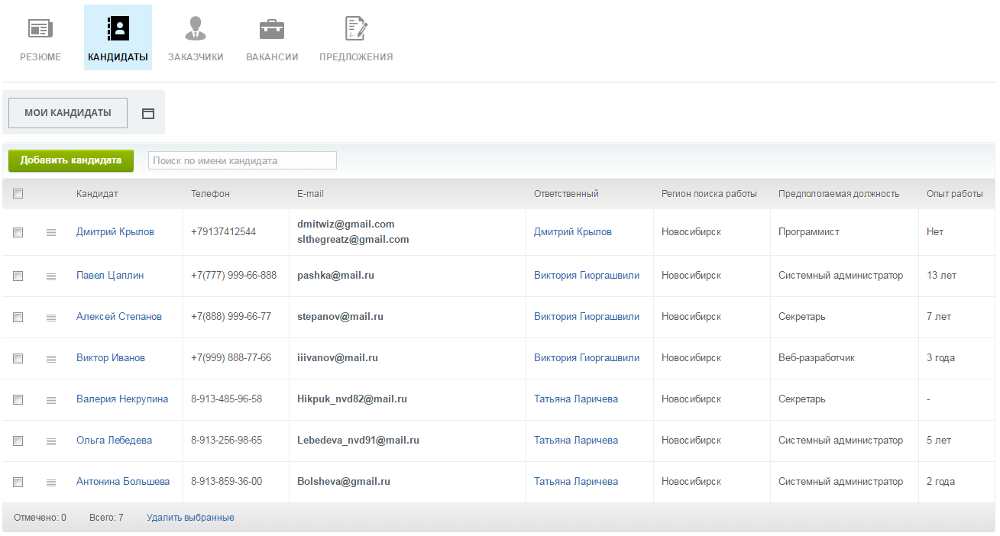 РЕЗЮМЕ КАНДИДАТЫ ЗАКАЗЧИКИ ВАКАНСИИ ПРЕДЛОЖЕНИЯ
МОИ КАНДИДАТЫ
Добавить кандидата Поиск по имени кандидата
Кандидат Телефон E-mail Ответственный Регион поиска работы Предпологаемая должность Опыт работы
Дмитрий Крылов +79137412544 dmitwiz@gmail.com Дмитрий Крылов Новосибирск Программист Нет
slthegreatz@gmail.com
Павел Цаплин +7(777) 999-66-888 pashka@mail.ru Виктория Гиоргашвили Новосибирск Системный администратор 13 лет
Алексей Степанов +7(888) 999-66-77 stepanov@mail.ru Виктория Гиоргашвили Новосибирск Секретарь 7 лет
Виктор Иванов +7(999) 888-77-66 iiivanov@mail.ru Виктория Гиоргашвили Новосибирск Веб-разработчик 3 года
Валерия Некрупина 8-913-485-96-58 Hikpuk_nvd82@mail.ru Татьяна Ларичева Новосибирск Секретарь -
Ольга Лебедева 8-913-256-98-65 Lebedeva_nvd91@mail.ru Татьяна Ларичева Новосибирск Системный администратор 5 лет
Антонина Большева 8-913-859-36-00 Bolsheva@gmail.ru Татьяна Ларичева Новосибирск Системный администратор 2 года
Отмечено: 0 Всего: 7 Удалить выбранные